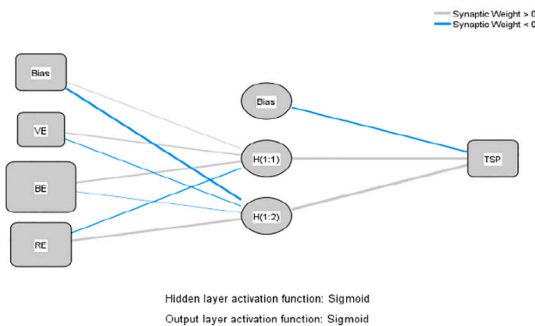 Synaptic Weight > 0
Synaptic Weight < 0
Bias
Bias
VE
H(1:1)
TSP
BE
H(1:2)
RE
Hidden layer activation function: Sigmoid
Output layer activation function: Sigmoid